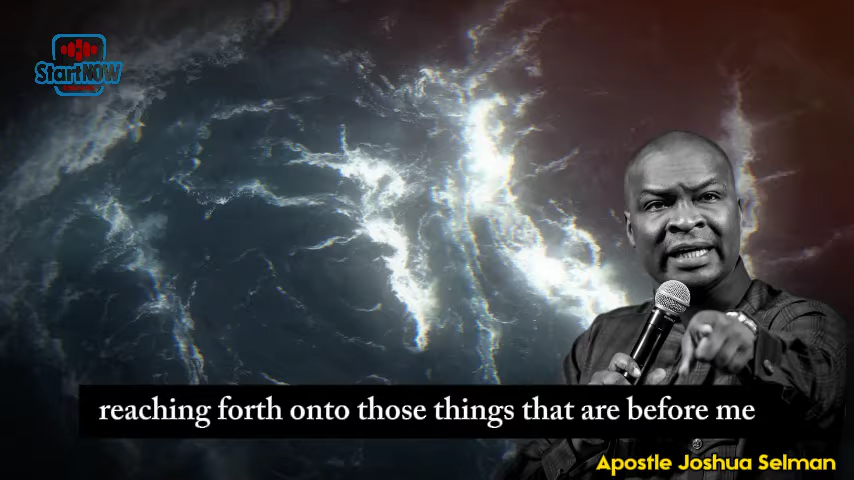 StartNOW
reaching forth onto those things that are before me
Apostle Joshua Selman